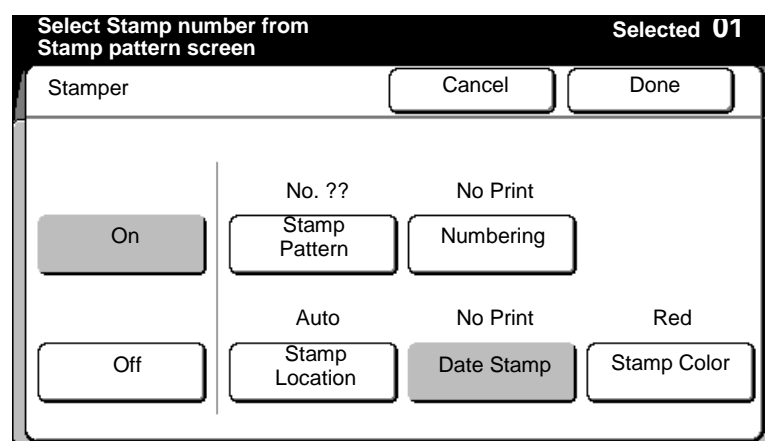 Select Stamp number from
Stamp pattern screen
Selected 01
Stamper
Cancel
Done
No. ??
No Print
On
Stamp
Pattern
Numbering
Auto
No Print
Red
Off
Stamp
Location
Date Stamp
Stamp Color